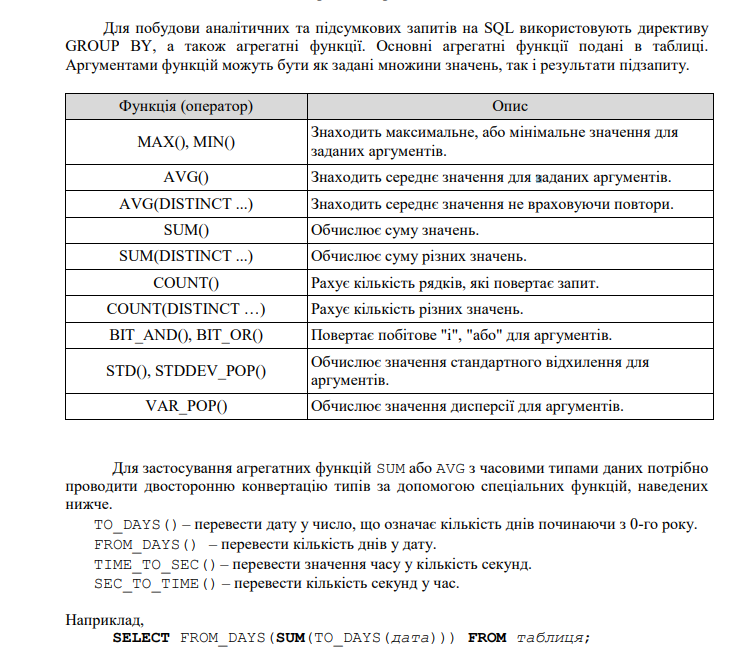 Для побудови аналітичних та підсумкових запитів на SQL використовують директиву
GROUP BY, а також агрегатні функції. Основні агрегатні функції подані в таблиці.
Аргументами функцій можуть бути як задані множини значень, так і результати підзапиту.
Функція (оператор) Опис
MAX(), MIN() Знаходить максимальне, або мінімальне значення для
заданих аргументів.
AVG() Знаходить середнє значення для заданих аргументів.
AVG(DISTINCT ...) Знаходить середнє значення не враховуючи повтори.
SUM() Обчислює суму значень.
SUM(DISTINCT ...) Обчислює суму різних значень.
COUNT() Рахує кількість рядків, які повертає запит.
COUNT(DISTINCT …) Рахує кількість різних значень.
BIT_AND(), BIT_OR() Повертає побітове "і", "або" для аргументів.
STD(), STDDEV_POP() Обчислює значення стандартного відхилення для
аргументів.
VAR_POP() Обчислює значення дисперсії для аргументів.
Для застосування агрегатних функцій SUM або AVG з часовими типами даних потрібно
проводити двосторонню конвертацію типів за допомогою спеціальних функцій, наведених
нижче.
TO_DAYS() – перевести дату у число, що означає кількість днів починаючи з 0-го року.
FROM_DAYS() – перевести кількість днів у дату.
TIME_TO_SEC() – перевести значення часу у кількість секунд.
SEC_TO_TIME() – перевести кількість секунд у час.
Наприклад,
SELECT FROM_DAYS(SUM(TO_DAYS(дата))) FROM таблиця;